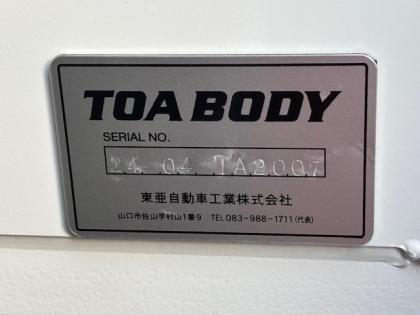 TOA BODY
SERIAL NO.
24. 04. TA2007
東亜自動車工業株式会社
山口市佐山字村山1番9 TEL 083-988-1711(代表)